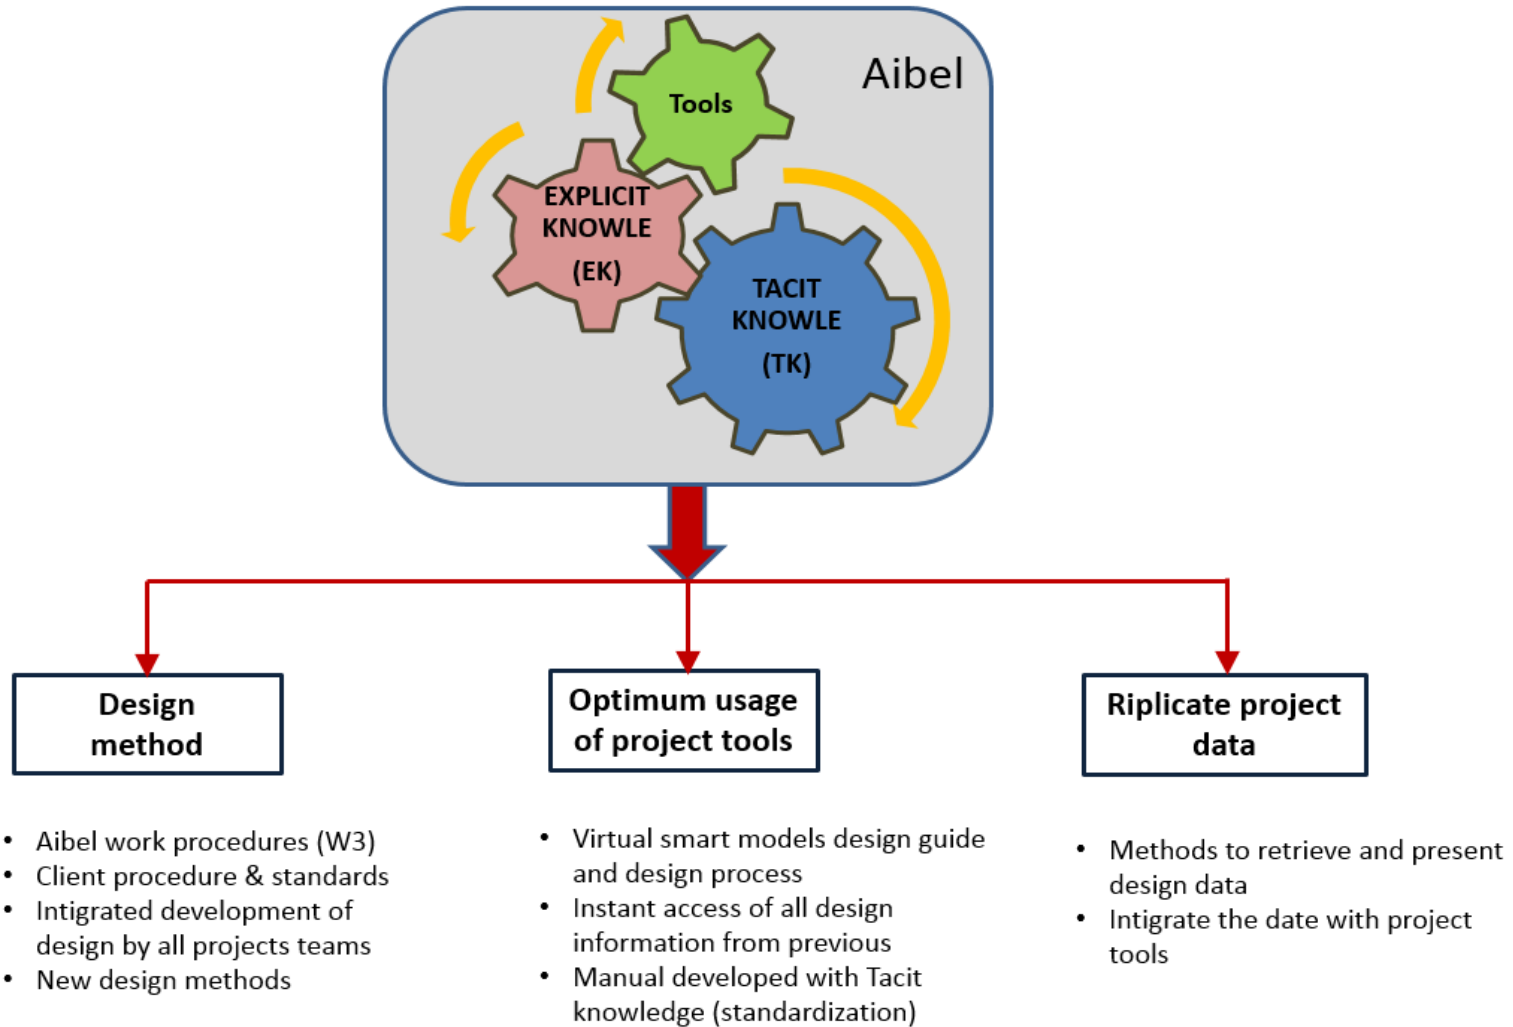 Aibel
Tools
EXPLICIT
KNOWLE
(EK)
TACIT
KNOWLE
(TK)
Design
method
• Aibel work procedures (W3)
• Client procedure & standards
• Intigrated development of
design by all projects teams
• New design methods
Optimum usage
of project tools
• Virtual smart models design guide
and design process
• Instant access of all design
information from previous
• Manual developed with Tacit
knowledge (standardization)
Riplicate project
data
• Methods to retrieve and present
design data
• Intigrate the date with project
tools